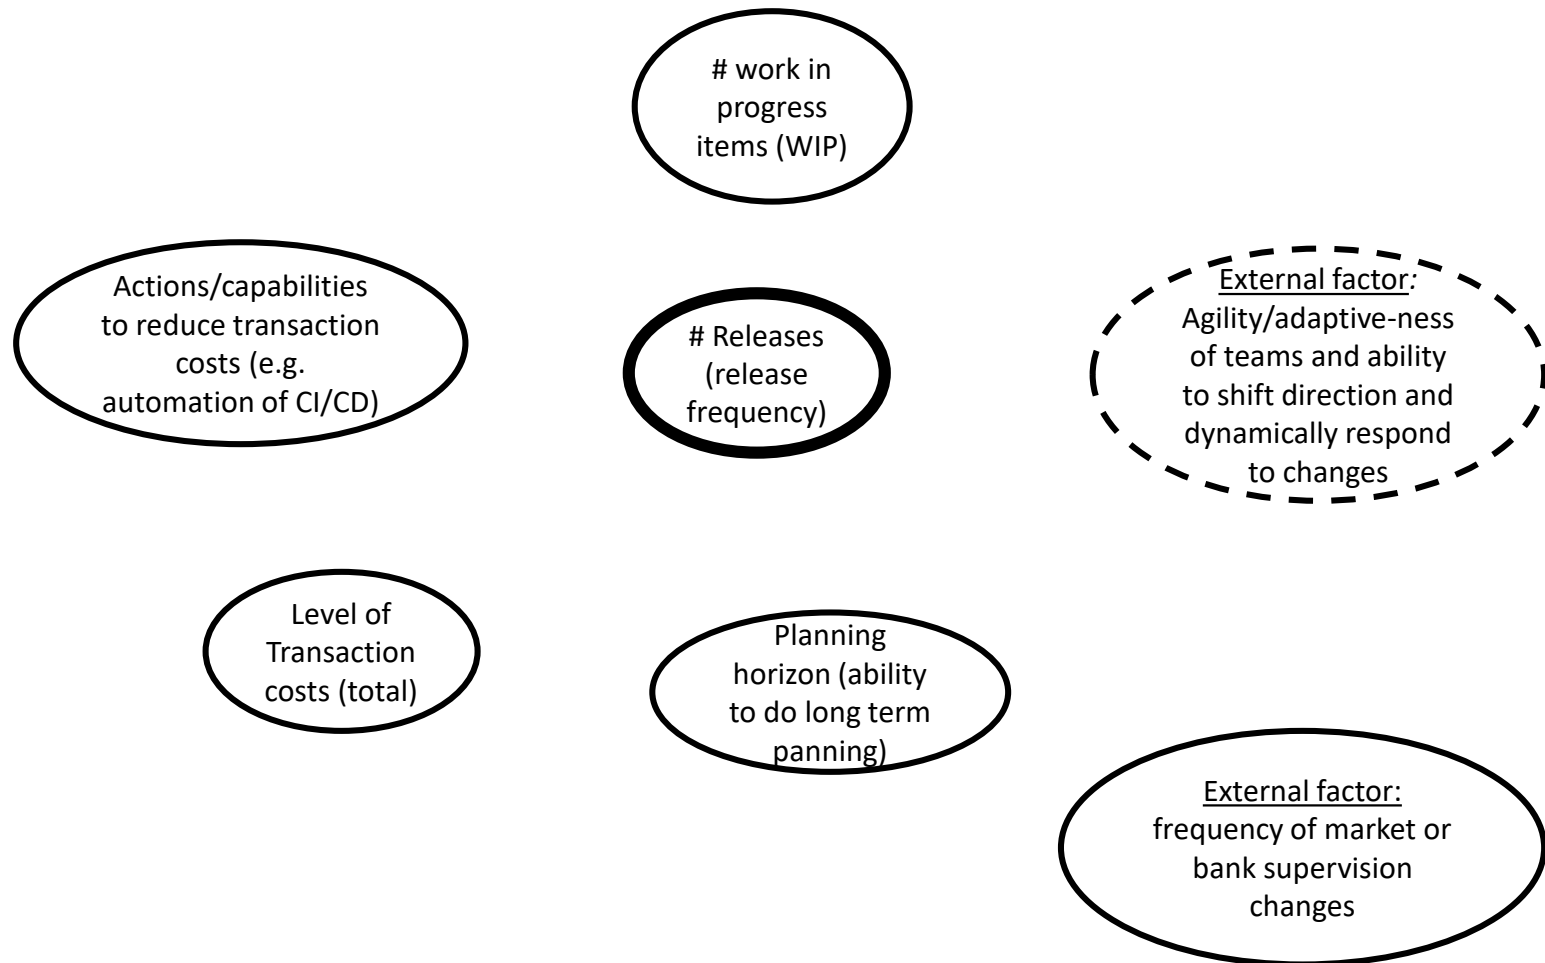 # work in
progress
items (WIP)
Actions/capabilities
to reduce transaction
costs (e.g.
automation of CI/CD)
# Releases
(release
frequency)
External factor:
Agility/adaptive-ness
of teams and ability
to shift direction and
dynamically respond
to changes
Level of
Transaction
costs (total)
Planning
horizon (ability
to do long term
panning)
External factor:
frequency of market or
bank supervision
changes